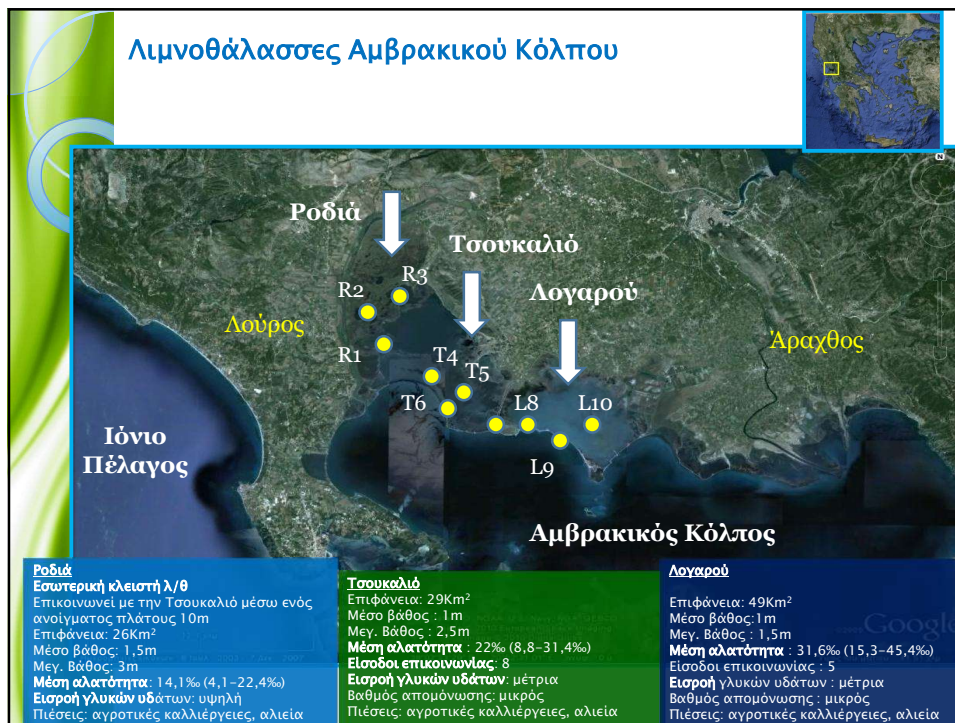 Λιμνοθάλασσες Αμβρακικού Κόλπου
Ροδιά
Τσουκαλιό
Λογαρού
R3
R2
Λούρος
R1
Άραχθος
T4
T5
T6
L8
L10
L9
Ιόνιο
Πέλαγος
Αμβρακικός Κόλπος
Ροδιά
Εσωτερική κλειστή λ/θ
Επικοινωνεί με την Τσουκαλιό μέσω ενός
ανοίγματος πλάτους 10m
Επιφάνεια: 26Km²
Μέσο βάθος: 1,5m
Μεγ. Βάθος: 3m
Μέση αλατότητα: 14,1‰ (4,1-22,4‰)
Εισροή γλυκών υδάτων: υψηλή
Πιέσεις: αγροτικές καλλιέργειες, αλιεία
Τσουκαλιό
Επιφάνεια: 29Km²
Μέσο βάθος : 1m
Μεγ. Βάθος : 2,5m
Μέση αλατότητα : 22‰ (8,8-31,4‰)
Είσοδοι επικοινωνίας: 8
Εισροή γλυκών υδάτων: μέτρια
Βαθμός απομόνωσης: μικρός
Πιέσεις: αγροτικές καλλιέργειες, αλιεία
Λογαρού
Επιφάνεια: 49Km²
Μέσο βάθος:1m
Μεγ. Βάθος : 1,5m
Μέση αλατότητα : 31,6‰ (15,3-45,4‰)
Είσοδοι επικοινωνίας : 5
Εισροή γλυκών υδάτων : μέτρια
Βαθμός απομόνωσης : μικρός
Πιέσεις: αγροτικές καλλιέργειες, αλιεία
Google